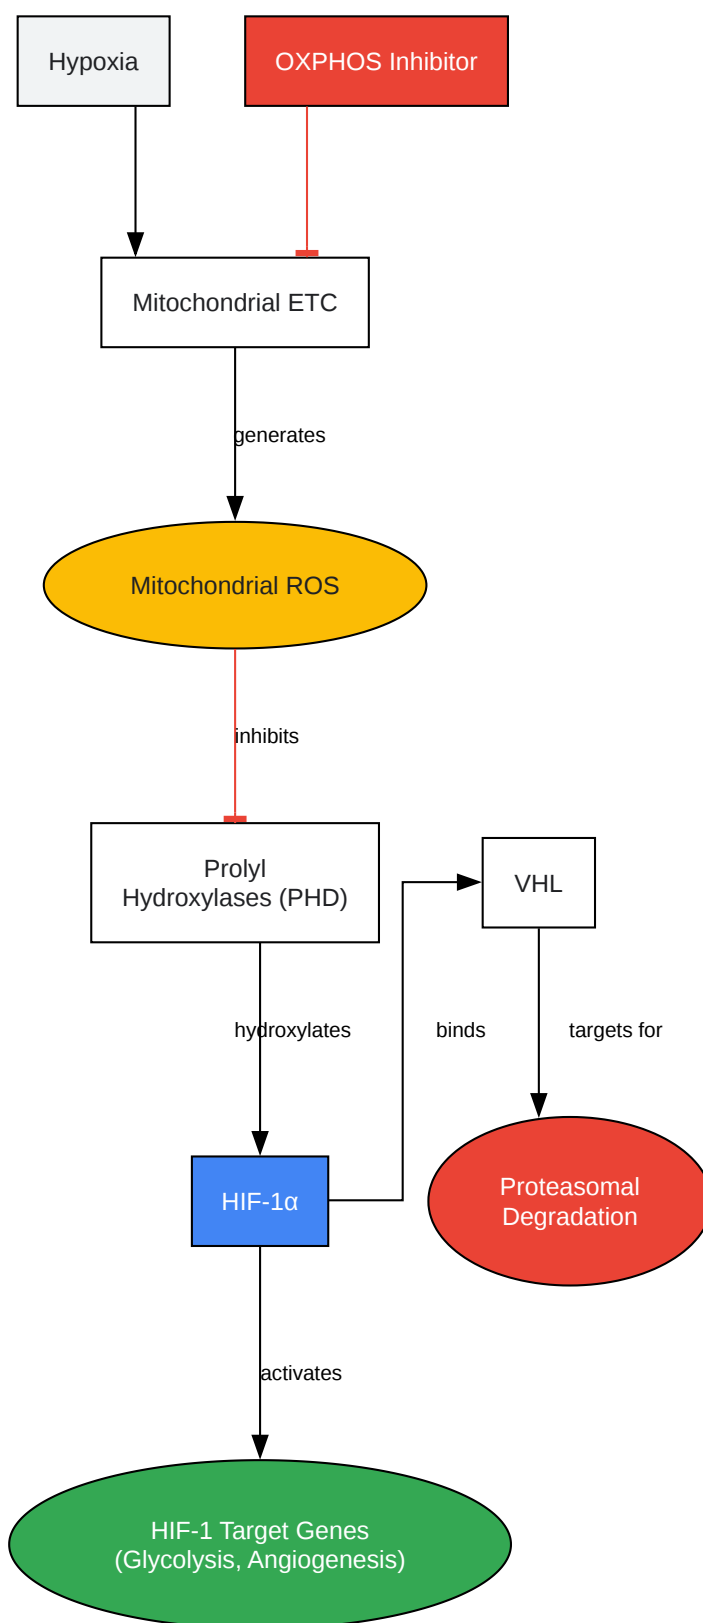 Hypoxia
OXPHOS Inhibitor
Mitochondrial ETC
generates
Mitochondrial ROS
inhibits
Prolyl
Hydroxylases (PHD)
VHL
hydroxylates
binds
targets for
HIF-1α
Proteasomal
Degradation
activates
HIF-1 Target Genes
(Glycolysis, Angiogenesis)